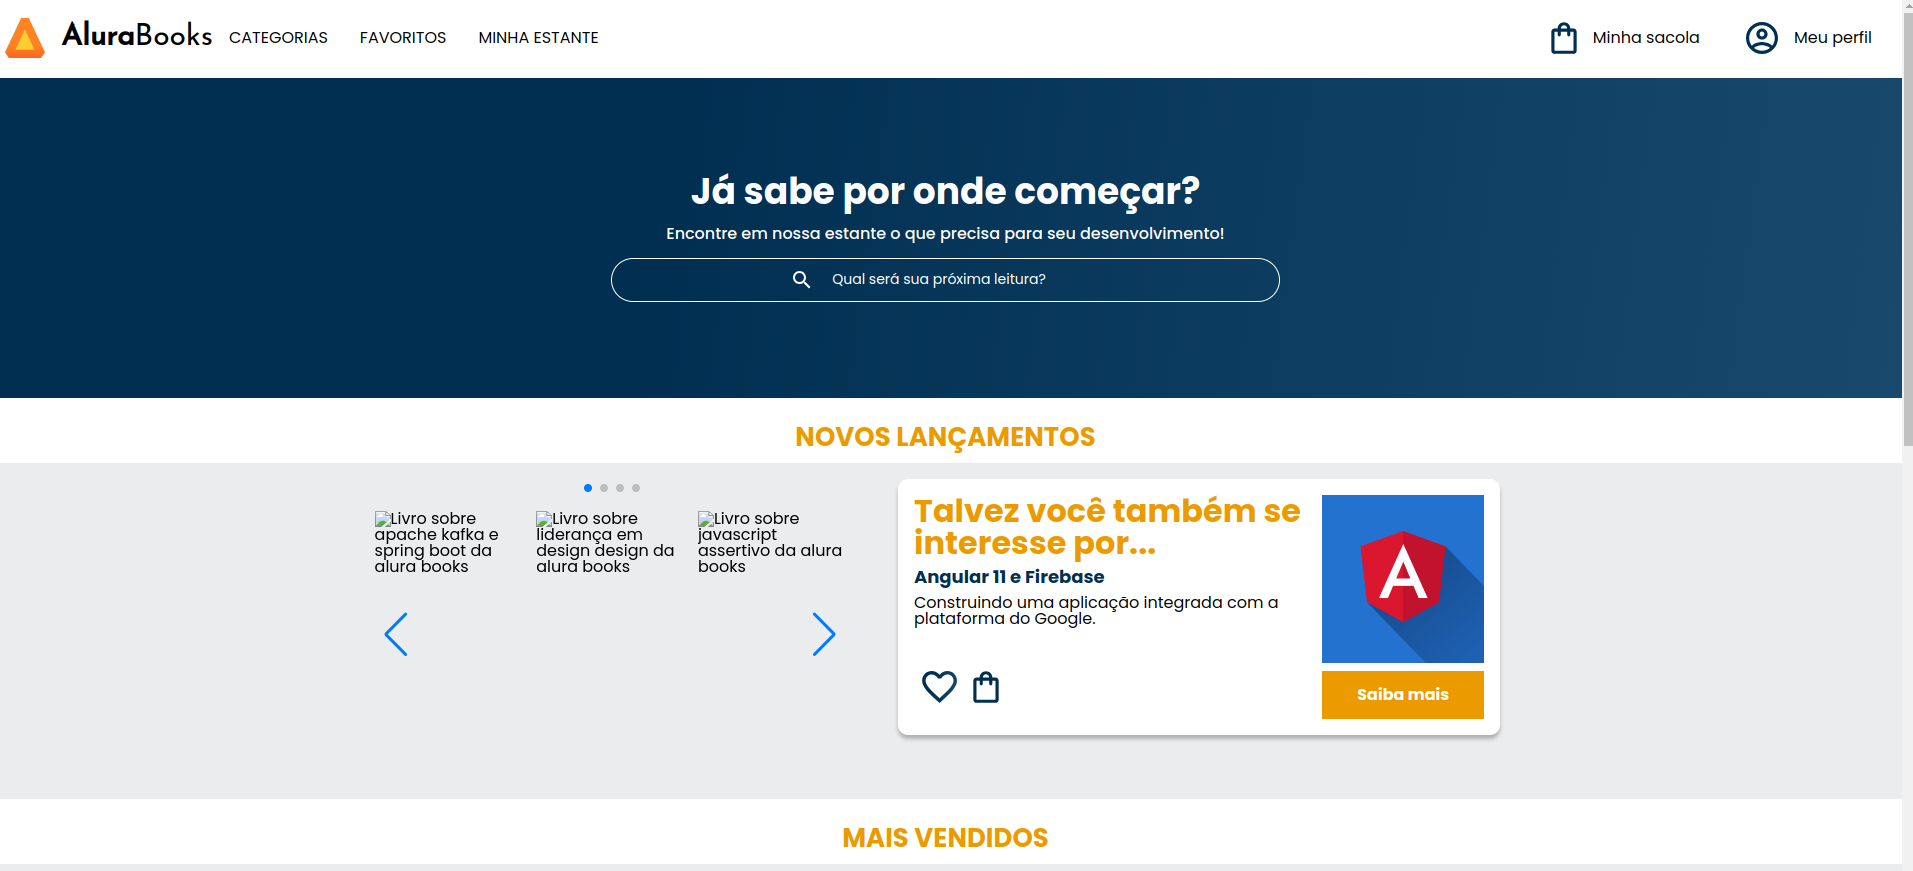 AluraBooks CATEGORIAS FAVORITOS MINHA ESTANTE Minha sacola Meu perfil
Já sabe por onde começar?
Encontre em nossa estante o que precisa para seu desenvolvimento!
Qual será sua próxima leitura?
NOVOS LANÇAMENTOS
Livro sobre
apache kafka e
spring boot da
alura books
Livro sobre
liderança em
design design da
alura books
Livro sobre
javascript
assertivo da alura
books
Talvez você também se
interesse por...
Angular 11 e Firebase
Construindo uma aplicação integrada com a
plataforma do Google.
A
Saiba mais
MAIS VENDIDOS